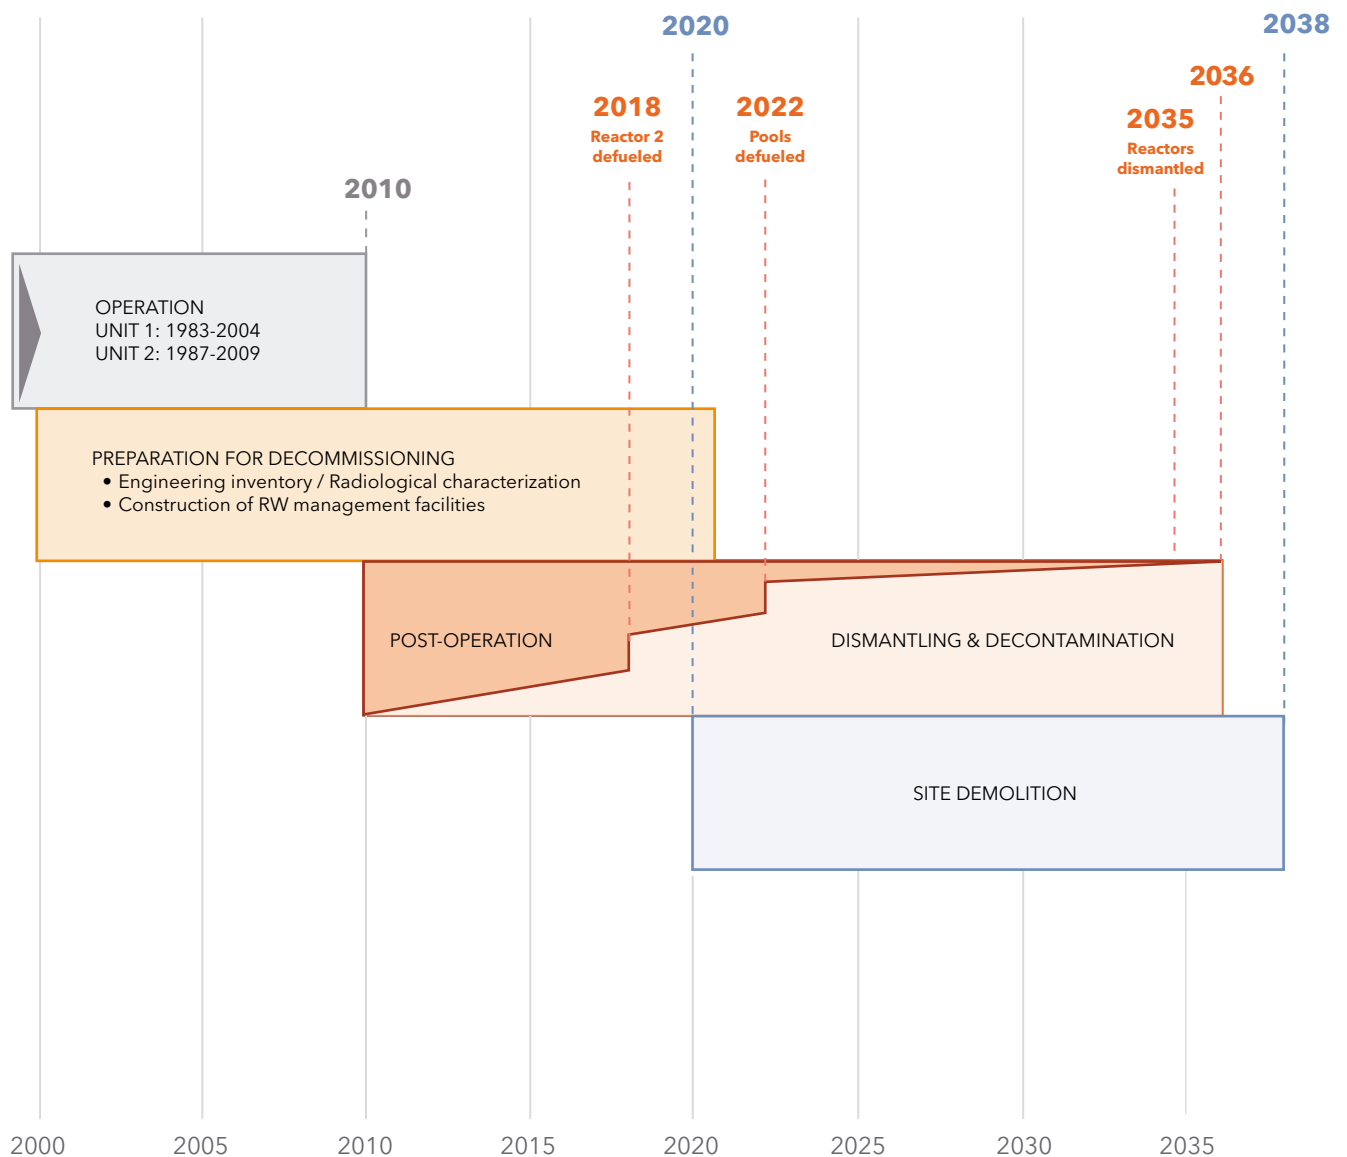 2020
2038
2036
2018
Reactor 2
defueled
2022
Pools
defueled
2035
Reactors
dismantled
2010
OPERATION
UNIT 1: 1983-2004
UNIT 2: 1987-2009
PREPARATION FOR DECOMMISSIONING
• Engineering inventory / Radiological characterization
• Construction of RW management facilities
POST-OPERATION
DISMANTLING & DECONTAMINATION
SITE DEMOLITION
2000 2005 2010 2015 2020 2025 2030 2035